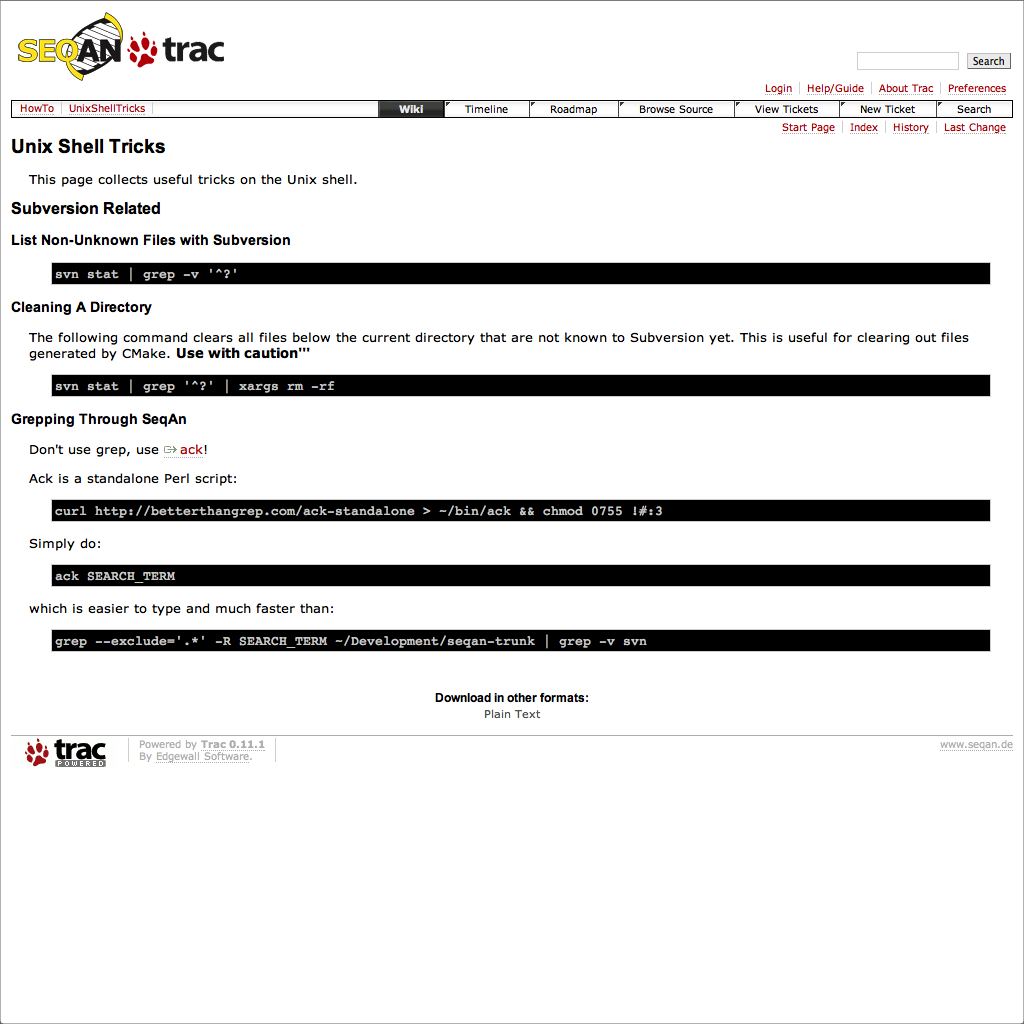 SEQAN trac
Search
Login Help/Guide About Trac Preferences
HowTo UnixShellTricks Wiki Timeline Roadmap Browse Source View Tickets New Ticket Search
Start Page Index History Last Change
Unix Shell Tricks
This page collects useful tricks on the Unix shell.
Subversion Related
List Non-Unknown Files with Subversion
svn stat | grep -v '^?'
Cleaning A Directory
The following command clears all files below the current directory that are not known to Subversion yet. This is useful for clearing out files
generated by CMake. Use with caution'''
svn stat | grep '^?' | xargs rm -rf
Grepping Through SeqAn
Don't use grep, use ack!
Ack is a standalone Perl script:
curl http://betterthangrep.com/ack-standalone > ~/bin/ack && chmod 0755 !#:3
Simply do:
ack SEARCH_TERM
which is easier to type and much faster than:
grep --exclude='.*' -R SEARCH_TERM ~/Development/seqan-trunk | grep -v svn
Download in other formats:
Plain Text
trac
POWERED
Powered by Trac 0.11.1
By Edgewall Software.
www.seqan.de